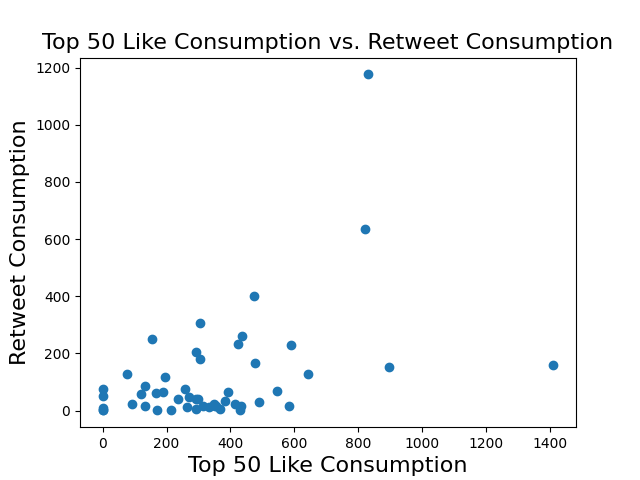 Top 50 Like Consumption vs. Retweet Consumption
1200
1000
800
600
400
200
0
Retweet Consumption
0 200 400 600 800 1000 1200 1400
Top 50 Like Consumption